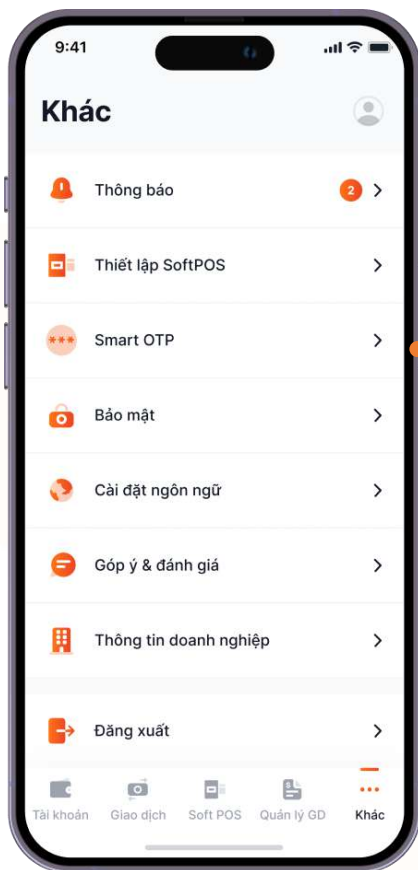 9:41
Khác
Thông báo
2
Thiết lập SoftPOS
***
Smart OTP
Bảo mật
Cài đặt ngôn ngữ
Góp ý & đánh giá
Thông tin doanh nghiệp
Đăng xuất
Tài khoản Giao dịch Soft POS Quản lý GD Khác